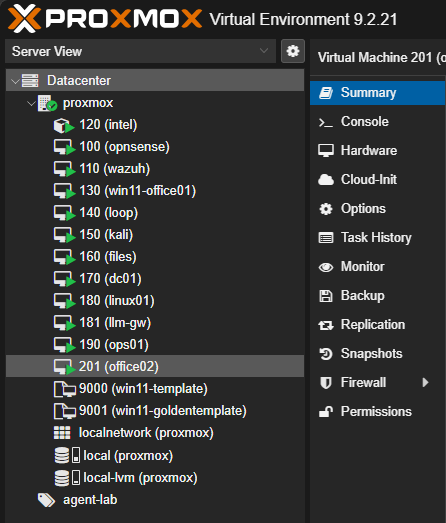 PROXMOX Virtual Environment 9.2.21
Server View
Virtual Machine 201 (o
Datacenter
proxmox
120 (intel)
100 (opnsense)
110 (wazuh)
130 (win11-office01)
140 (loop)
150 (kali)
160 (files)
170 (dc01)
180 (linux01)
181 (llm-gw)
190 (ops01)
201 (office02)
9000 (win11-template)
9001 (win11-goldentemplate)
localnetwork (proxmox)
local (proxmox)
local-lvm (proxmox)
agent-lab
Summary
Console
Hardware
Cloud-Init
Options
Task History
Monitor
Backup
Replication
Snapshots
Firewall
Permissions